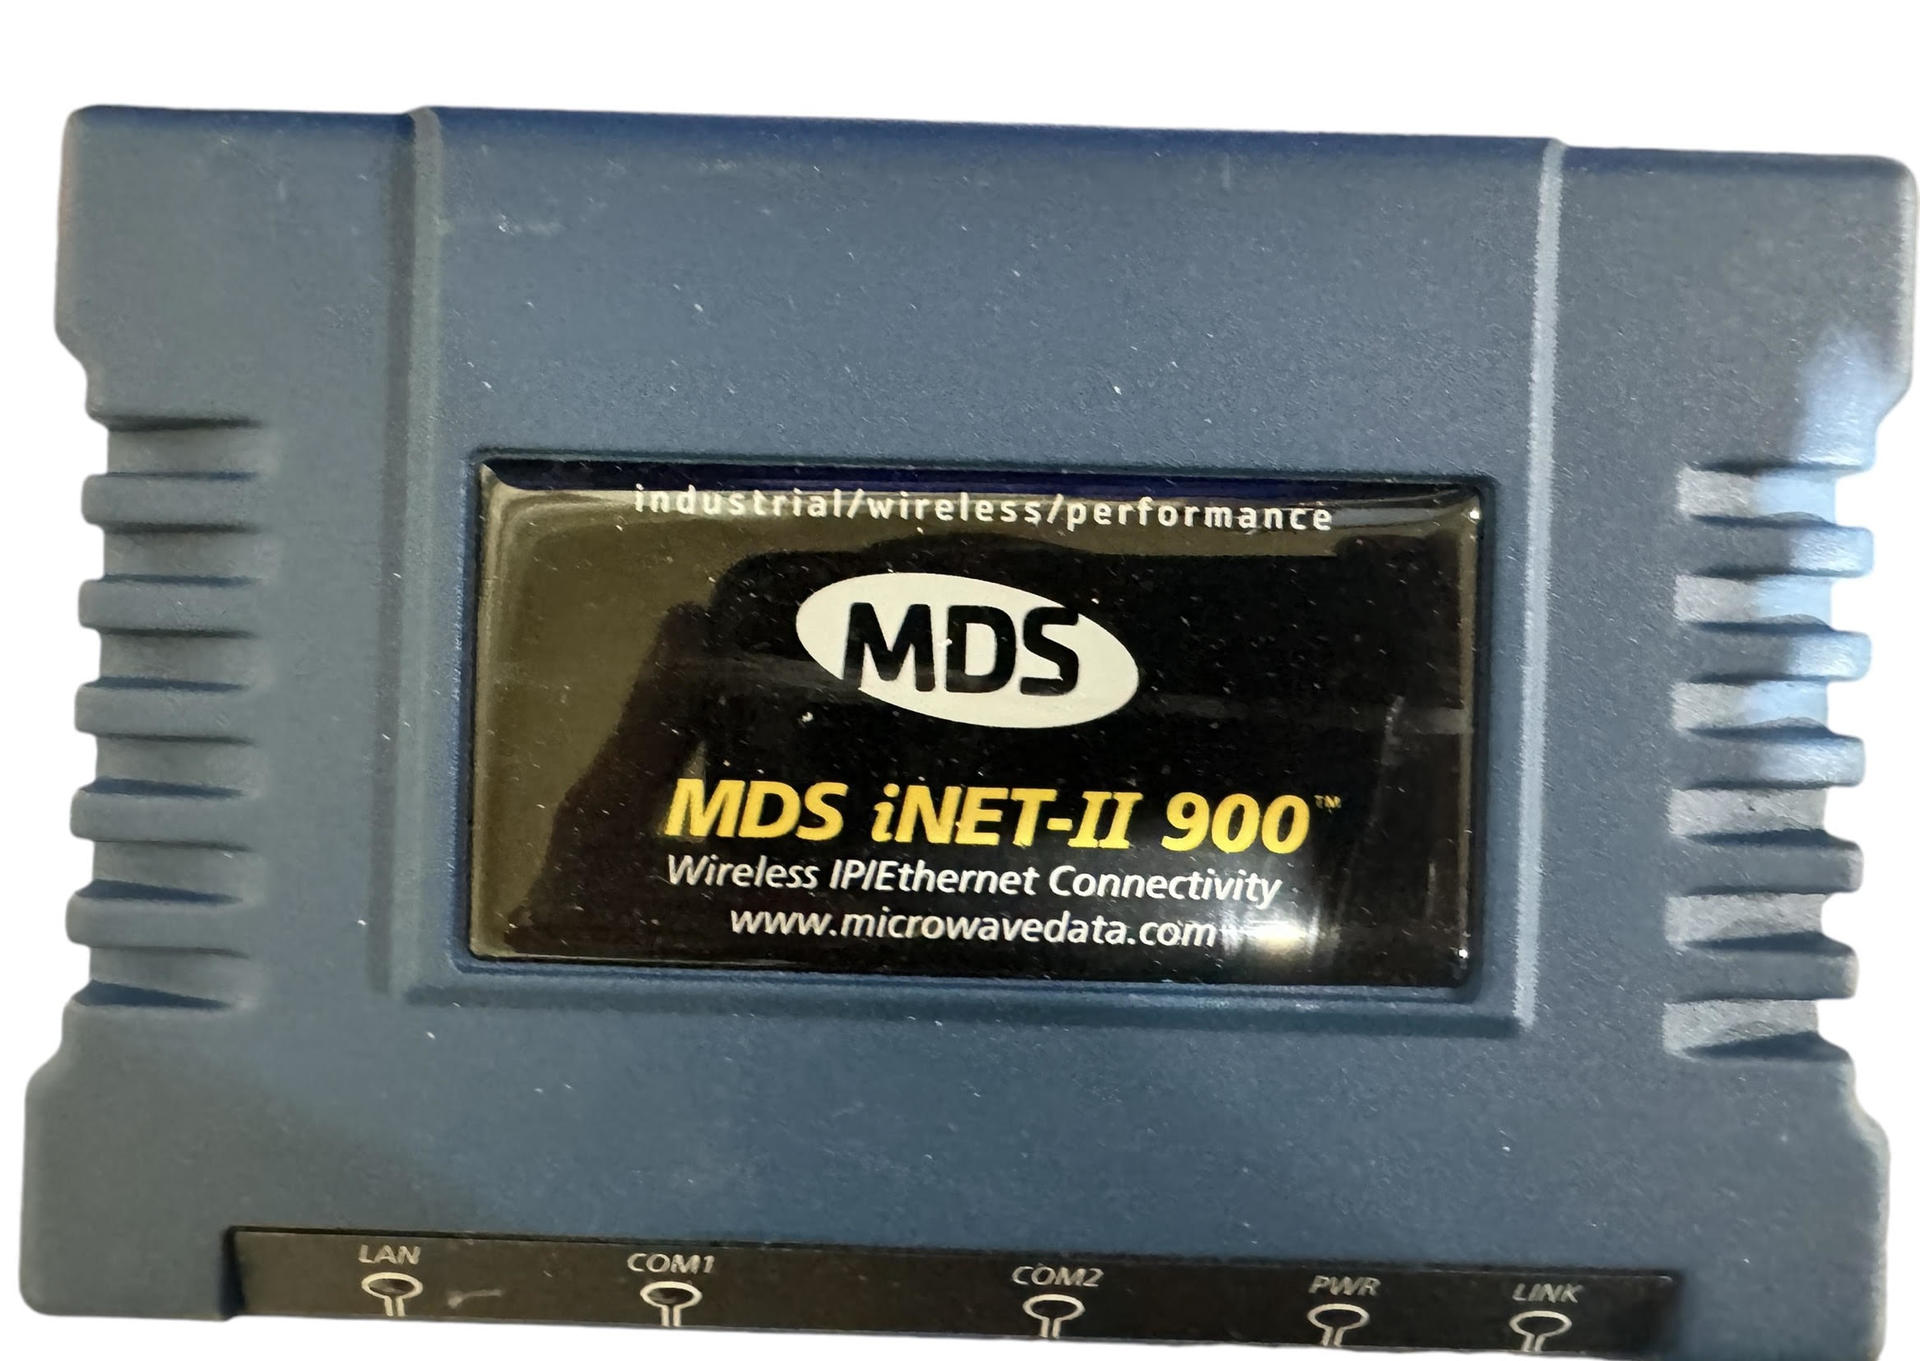 industrial/wireless/performance
MDS
MDS iNET-II 900™
Wireless IP/Ethernet Connectivity
www.microwavedata.com
LAN COM1 COM2 PWR LINK